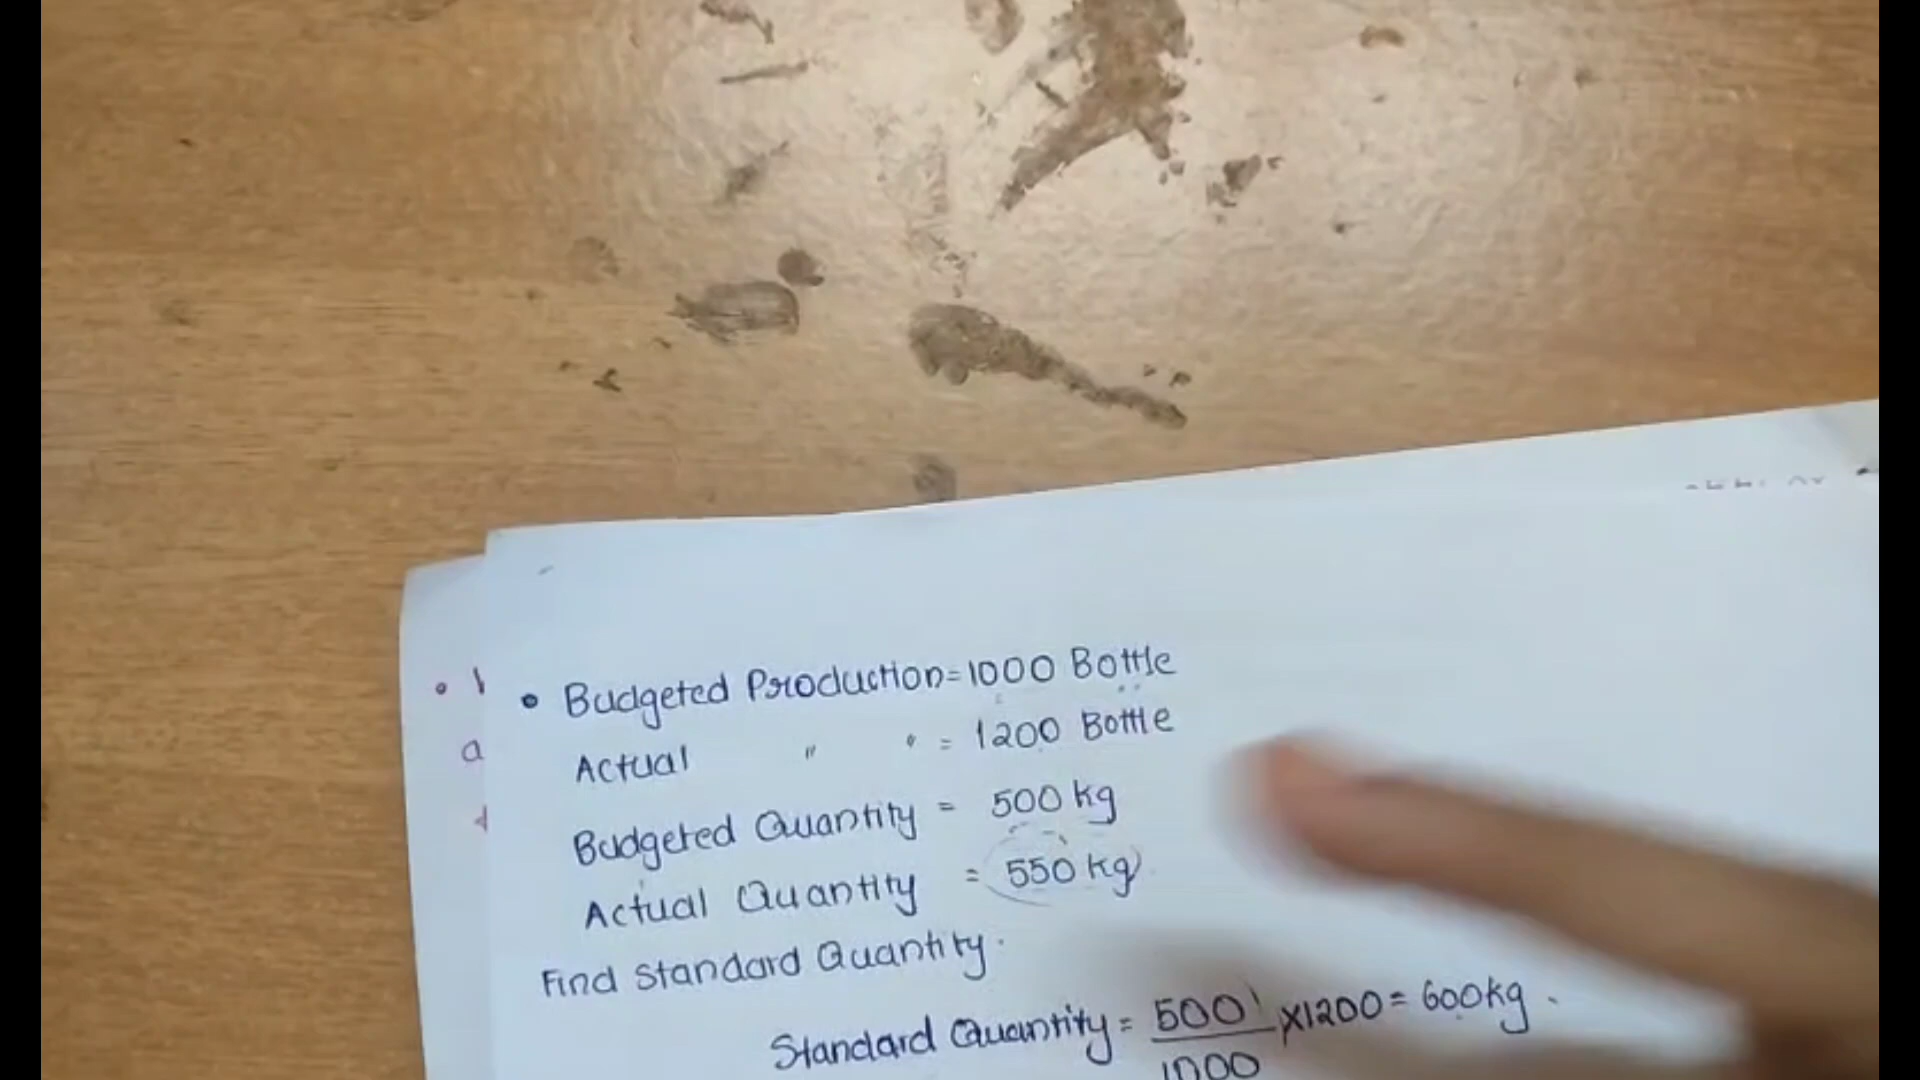 • Budgeted Production = 1000 Bottle
Actual " " = 1200 Bottle
Budgeted Quantity = 500 kg
Actual Quantity = 550 kg
Find Standard Quantity.
Standard Quantity = 500 x1200 = 600kg.
1000